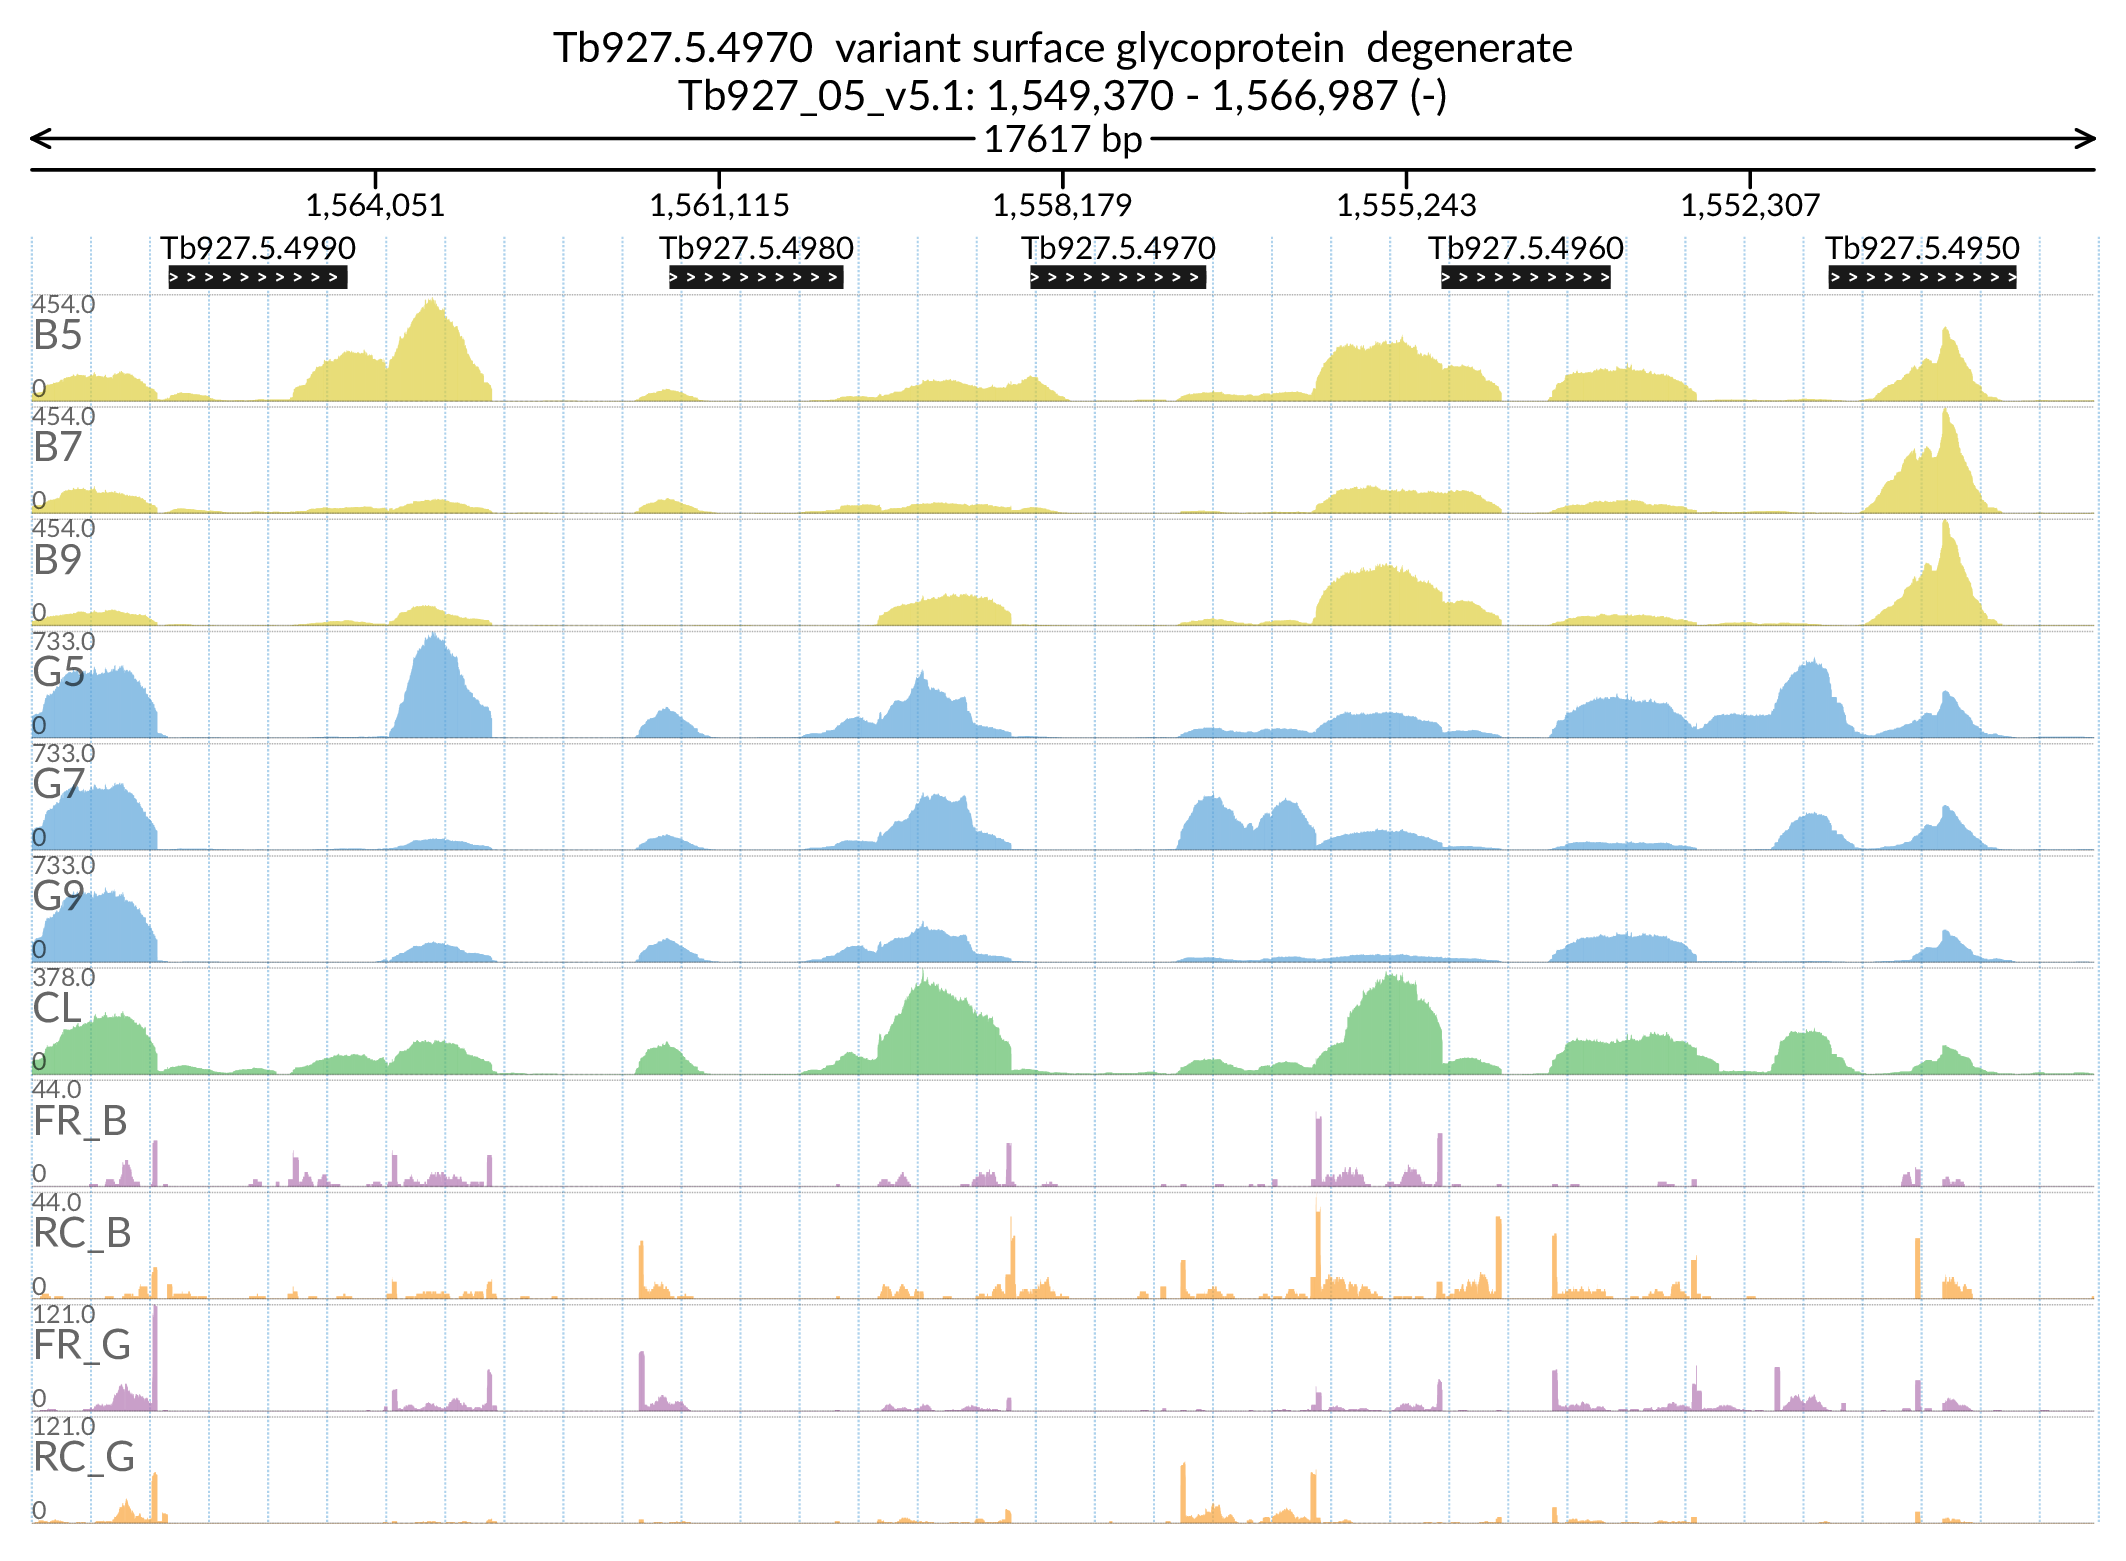 Tb927.5.4970 variant surface glycoprotein degenerate
Tb927_05_v5.1: 1,549,370 - 1,566,987 (-)
17617 bp
1,564,051 1,561,115 1,558,179 1,555,243 1,552,307
Tb927.5.4990 Tb927.5.4980 Tb927.5.4970 Tb927.5.4960 Tb927.5.4950
454.0
B5
0
454.0
B7
0
454.0
B9
0
733.0
G5
0
733.0
G7
0
733.0
G9
0
378.0
CL
0
44.0
FR_B
0
44.0
RC_B
0
121.0
FR_G
0
121.0
RC_G
0